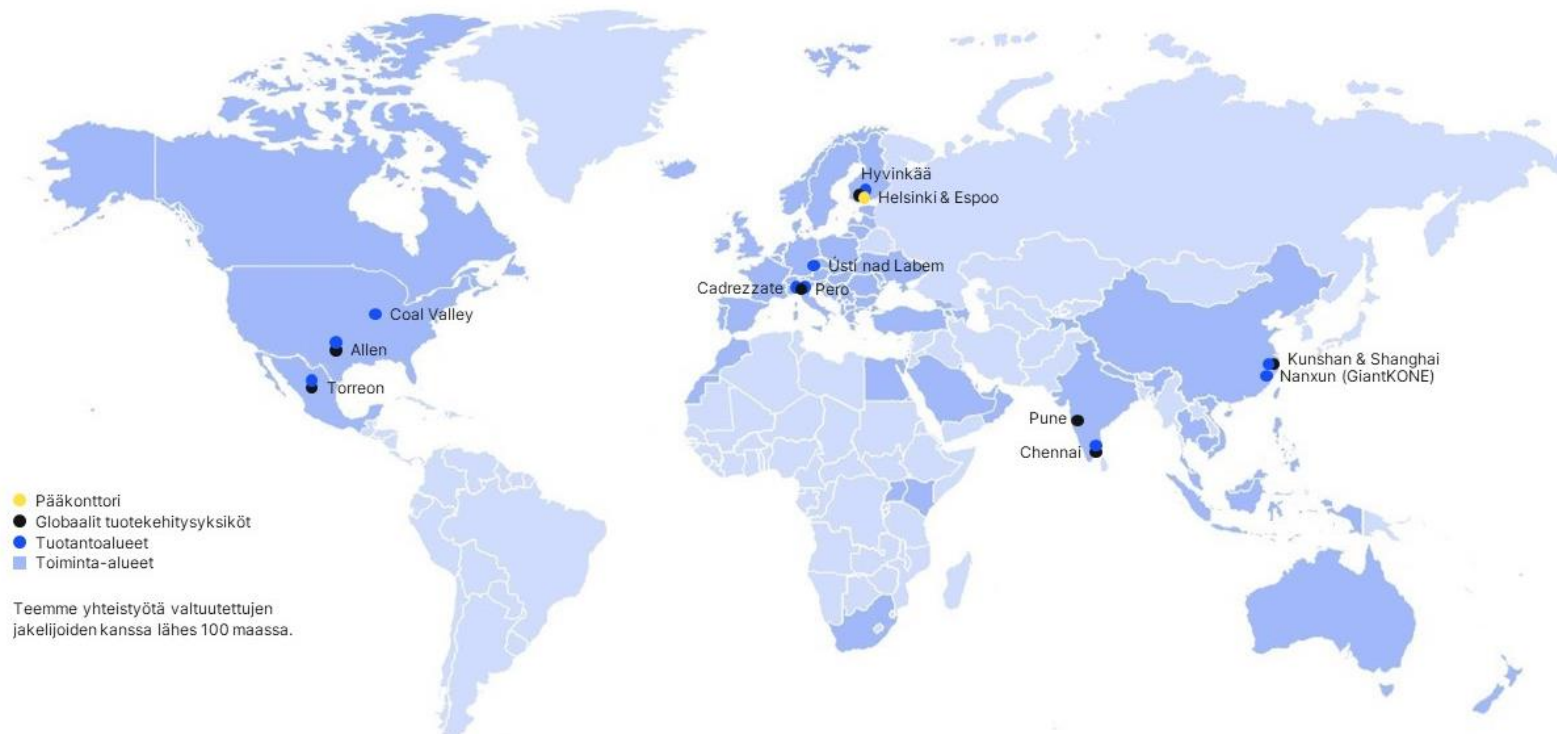 Hyvinkää
Helsinki & Espoo
Ústí nad Labem
Cadrezzate
Pero
Coal Valley
Allen
Torreon
Kunshan & Shanghai
Nanxun (GiantKONE)
Pune
Chennai
Pääkonttori
Globaalit tuotekehitysyksiköt
Tuotantoalueet
Toiminta-alueet
Teemme yhteistyötä valtuutettujen
jakelijoiden kanssa lähes 100 maassa.